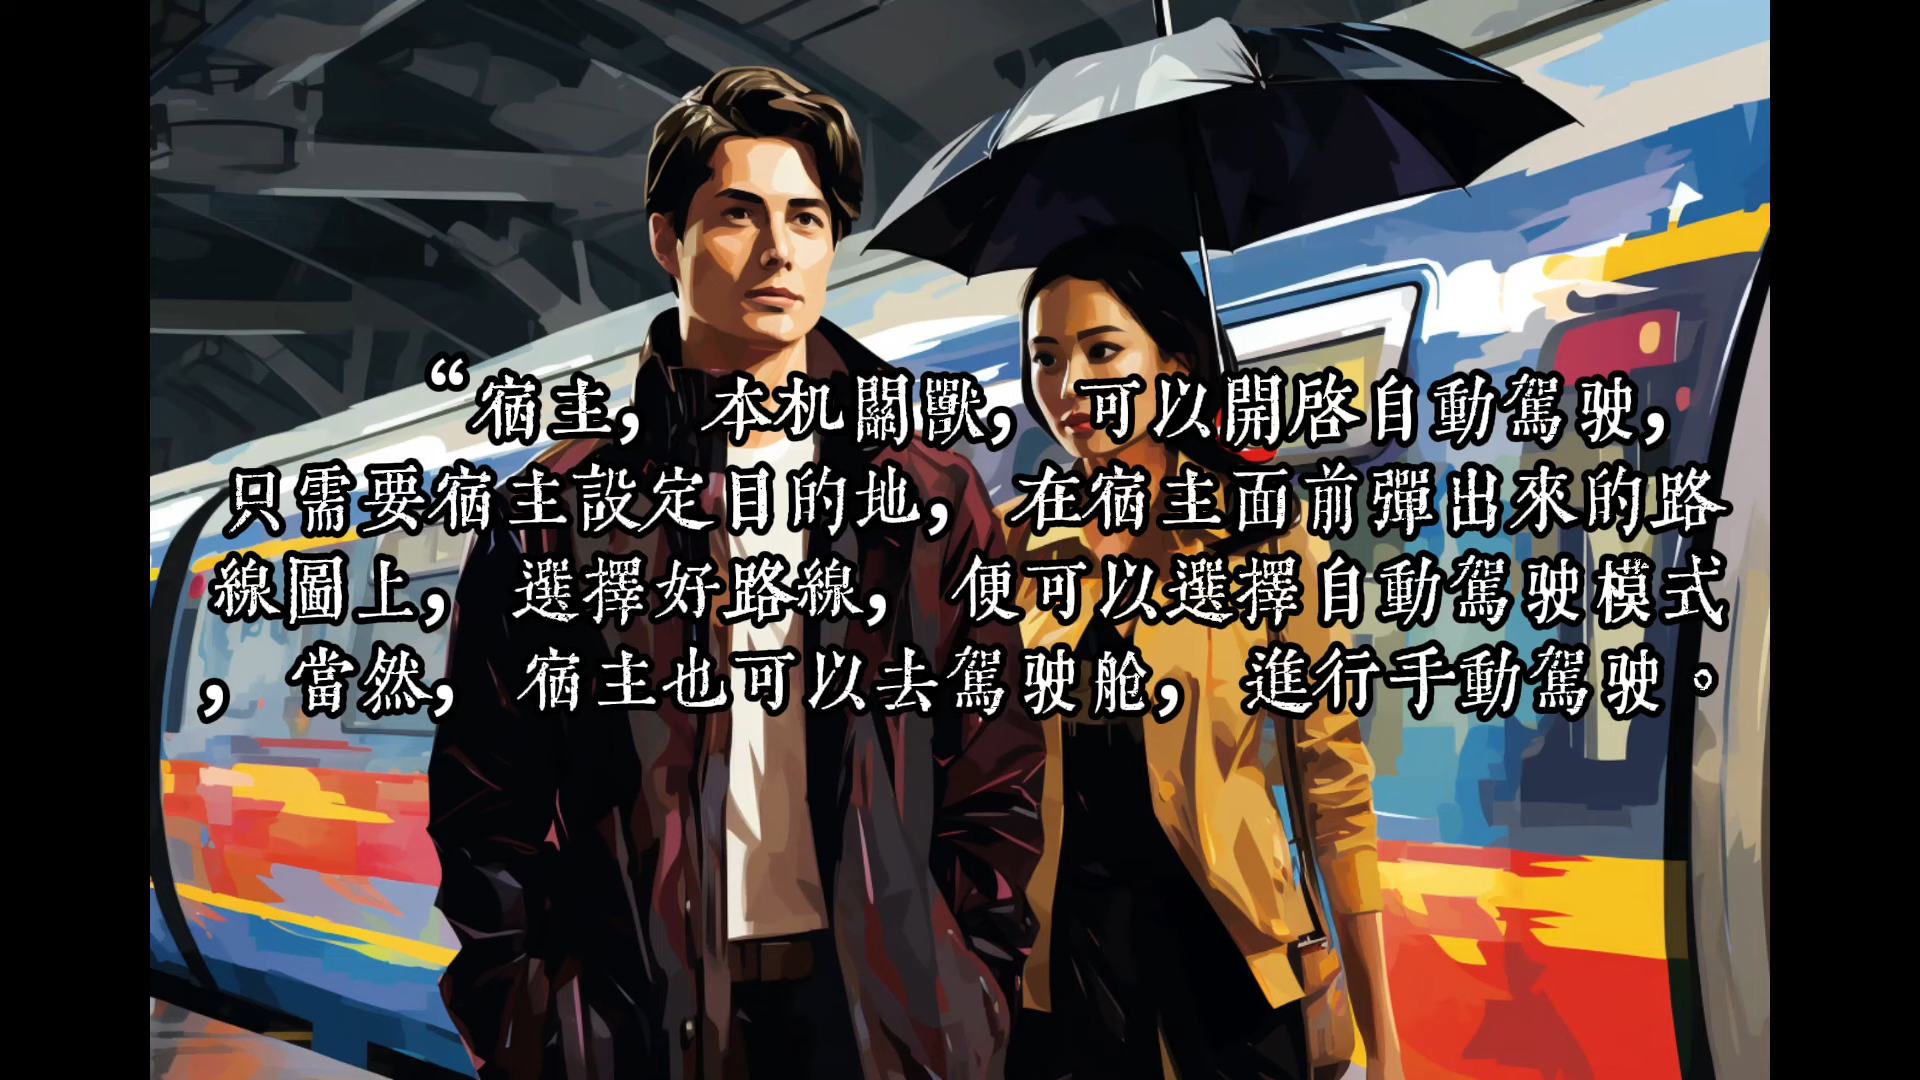 “宿主，本机關獸，可以開啓自動駕驶，
只需要宿主設定目的地，在宿主面前彈出來的路
線圖上，選擇好路線，便可以選擇自動駕驶模式
，當然，宿主也可以去駕驶舱，進行手動駕驶。